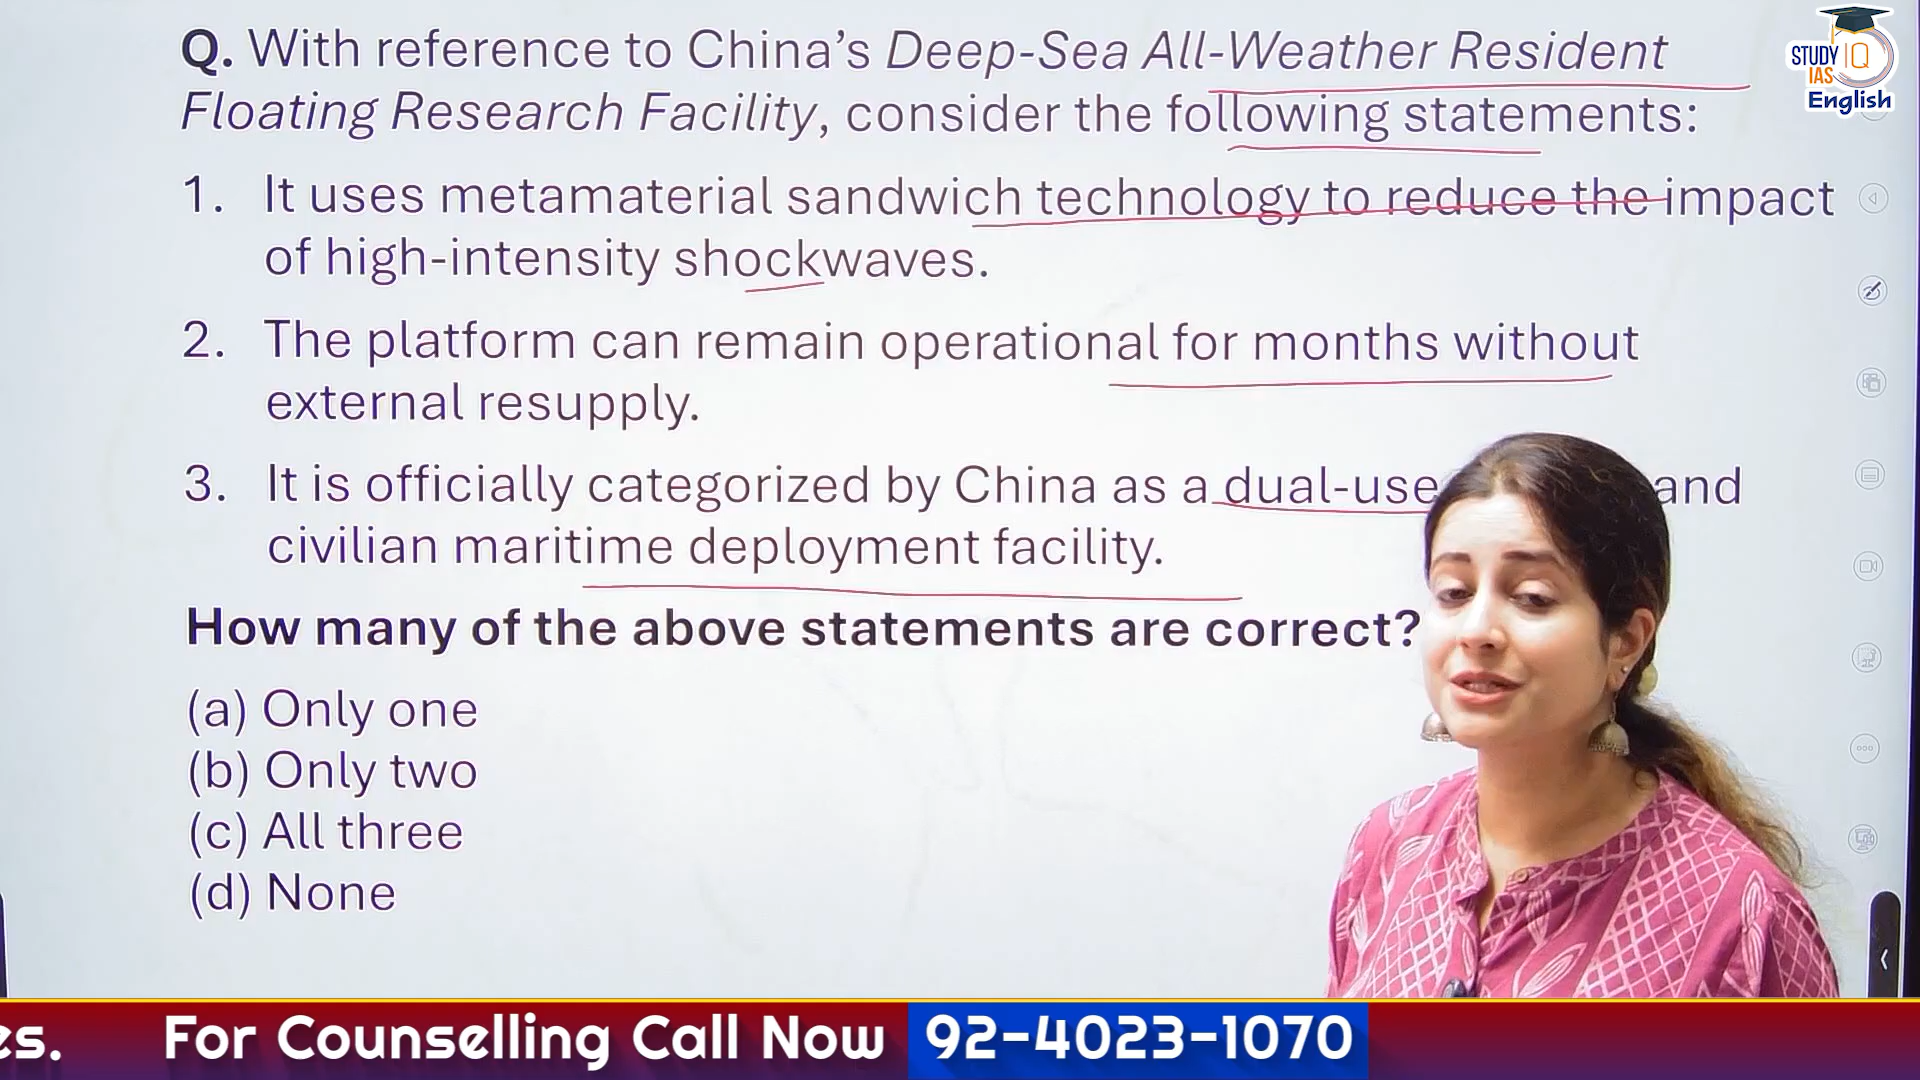 Q. With reference to China’s Deep-Sea All-Weather Resident
Floating Research Facility, consider the following statements:
1. It uses metamaterial sandwich technology to reduce the impact
of high-intensity shockwaves.
2. The platform can remain operational for months without
external resupply.
3. It is officially categorized by China as a dual-use and
civilian maritime deployment facility.
How many of the above statements are correct?
(a) Only one
(b) Only two
(c) All three
(d) None
STUDY IQ
IAS
English
es. For Counselling Call Now 92-4023-1070